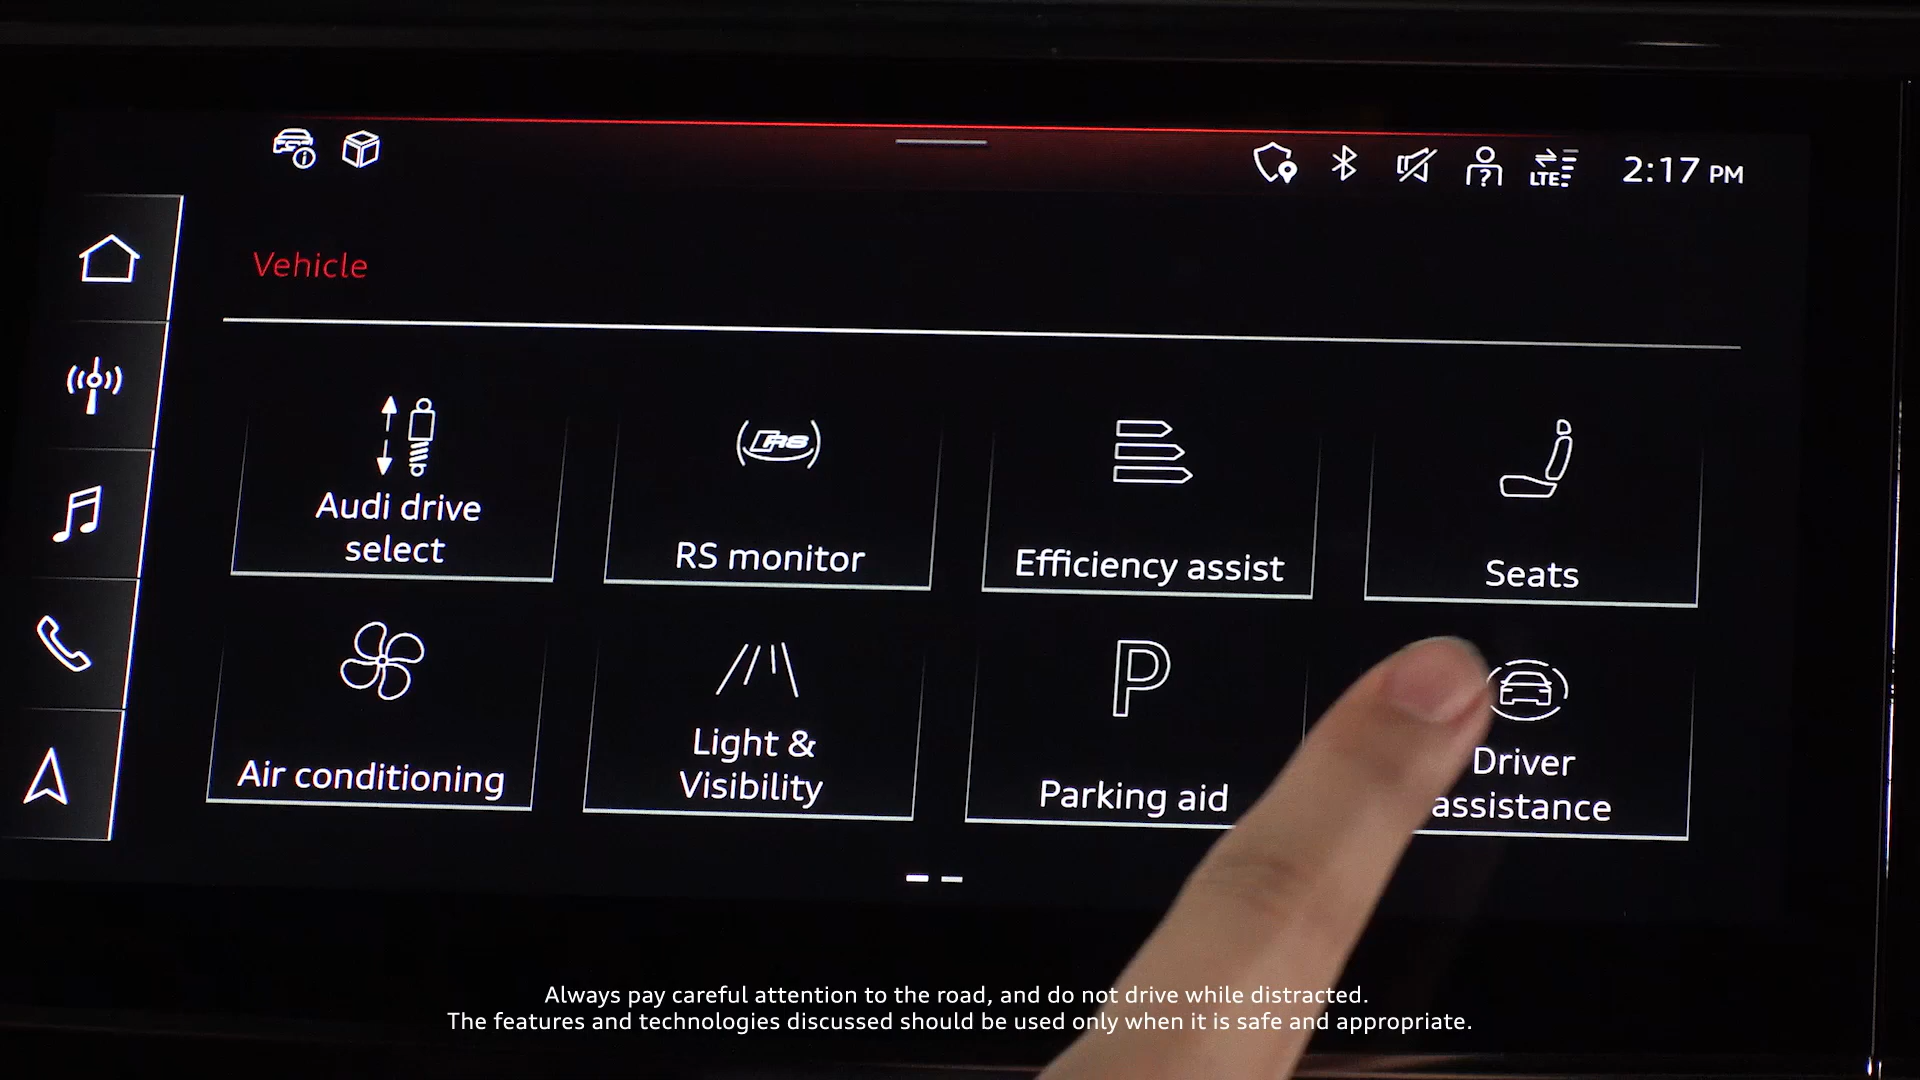 LTE
2:17 PM
Vehicle
Audi drive
select
RS
RS monitor
Efficiency assist
Seats
Air conditioning
Light &
Visibility
P
Parking aid
Driver
assistance
Always pay careful attention to the road, and do not drive while distracted.
The features and technologies discussed should be used only when it is safe and appropriate.